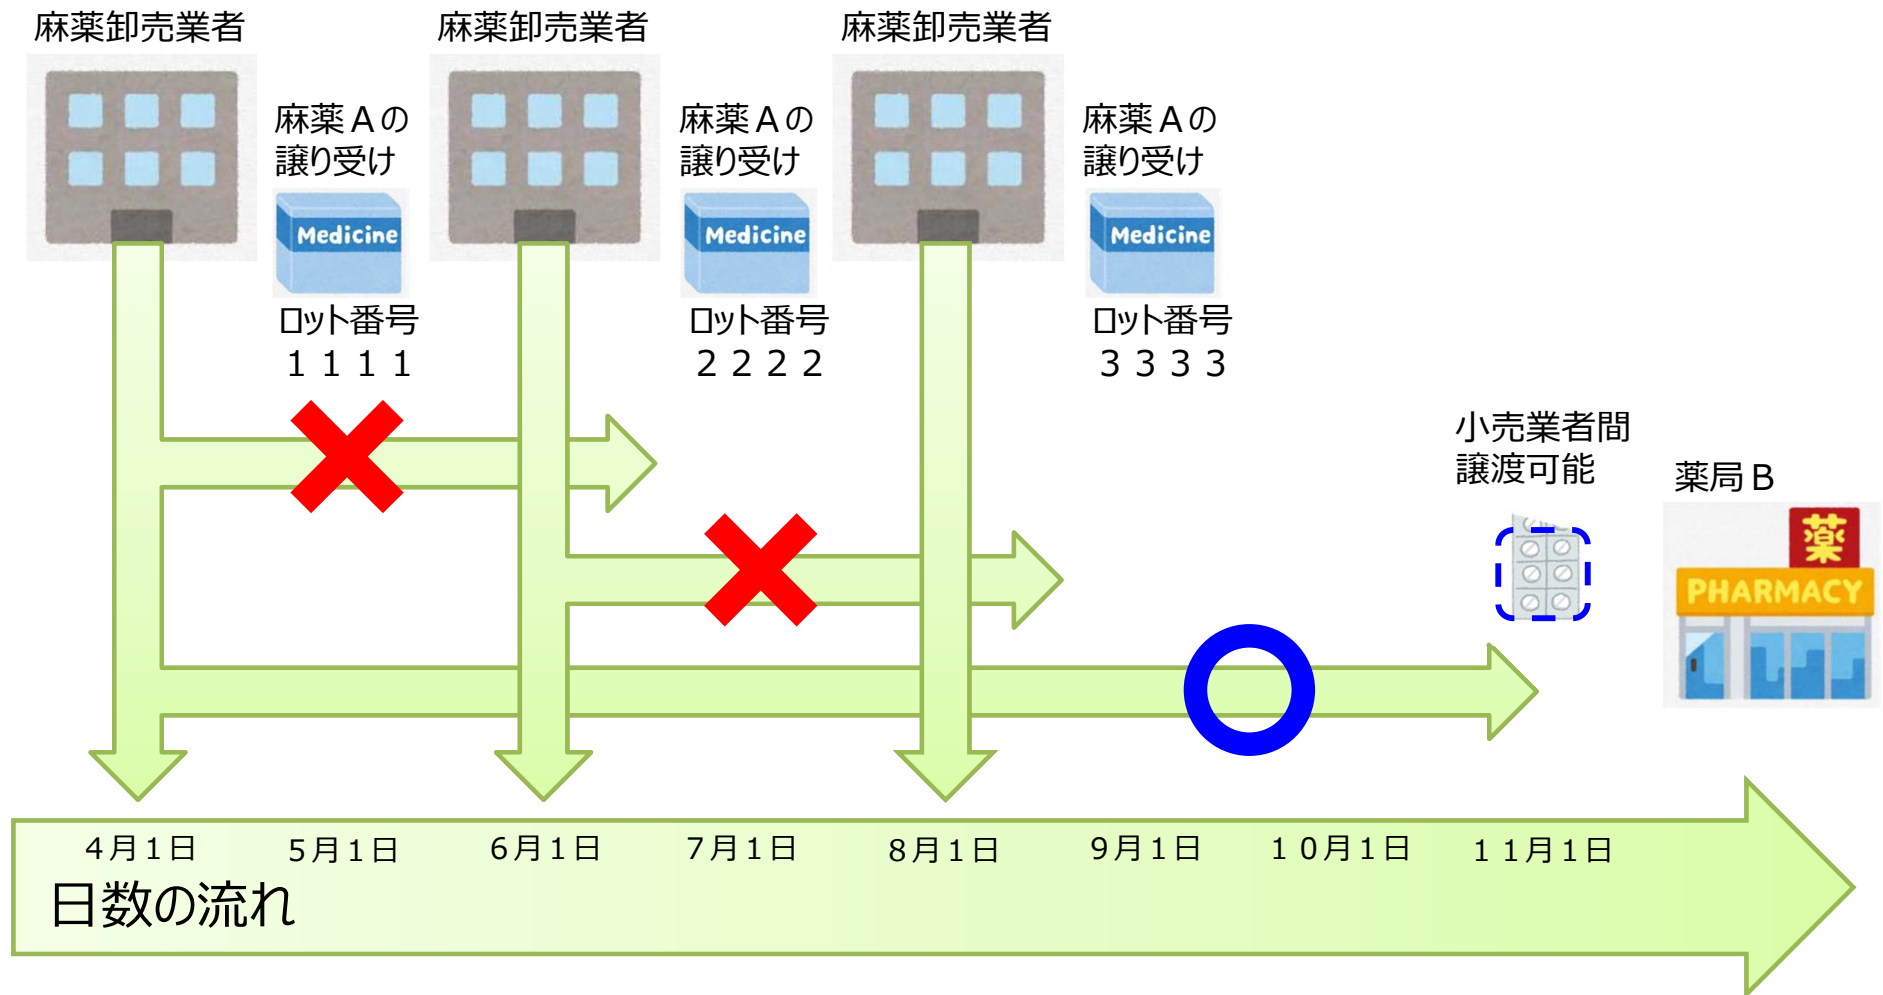 麻薬卸売業者
麻薬卸売業者
麻薬卸売業者
麻薬Aの
譲り受け
Medicine
ロット番号
1111
麻薬Aの
譲り受け
Medicine
ロット番号
2222
麻薬Aの
譲り受け
Medicine
ロット番号
3333
小売業者間
譲渡可能
薬局B
薬
PHARMACY
4月1日
5月1日
6月1日
7月1日
8月1日
9月1日
10月1日
11月1日
日数の流れ